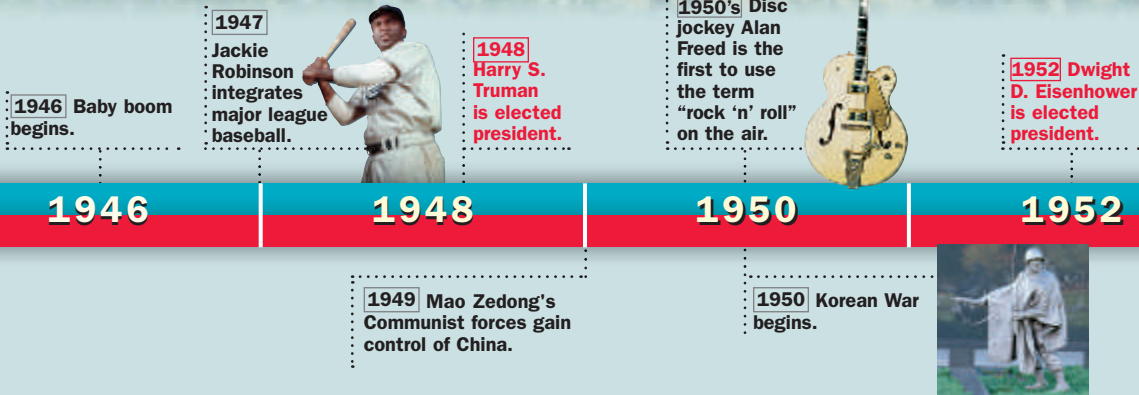 1946 Baby boom
begins.
1947
Jackie
Robinson
integrates
major league
baseball.
1948
Harry S.
Truman
is elected
president.
1950's Disc
jockey Alan
Freed is the
first to use
the term
“rock ‘n’ roll”
on the air.
1952 Dwight
D. Eisenhower
is elected
president.
1946
1948
1950
1952
1949 Mao Zedong's
Communist forces gain
control of China.
1950 Korean War
begins.